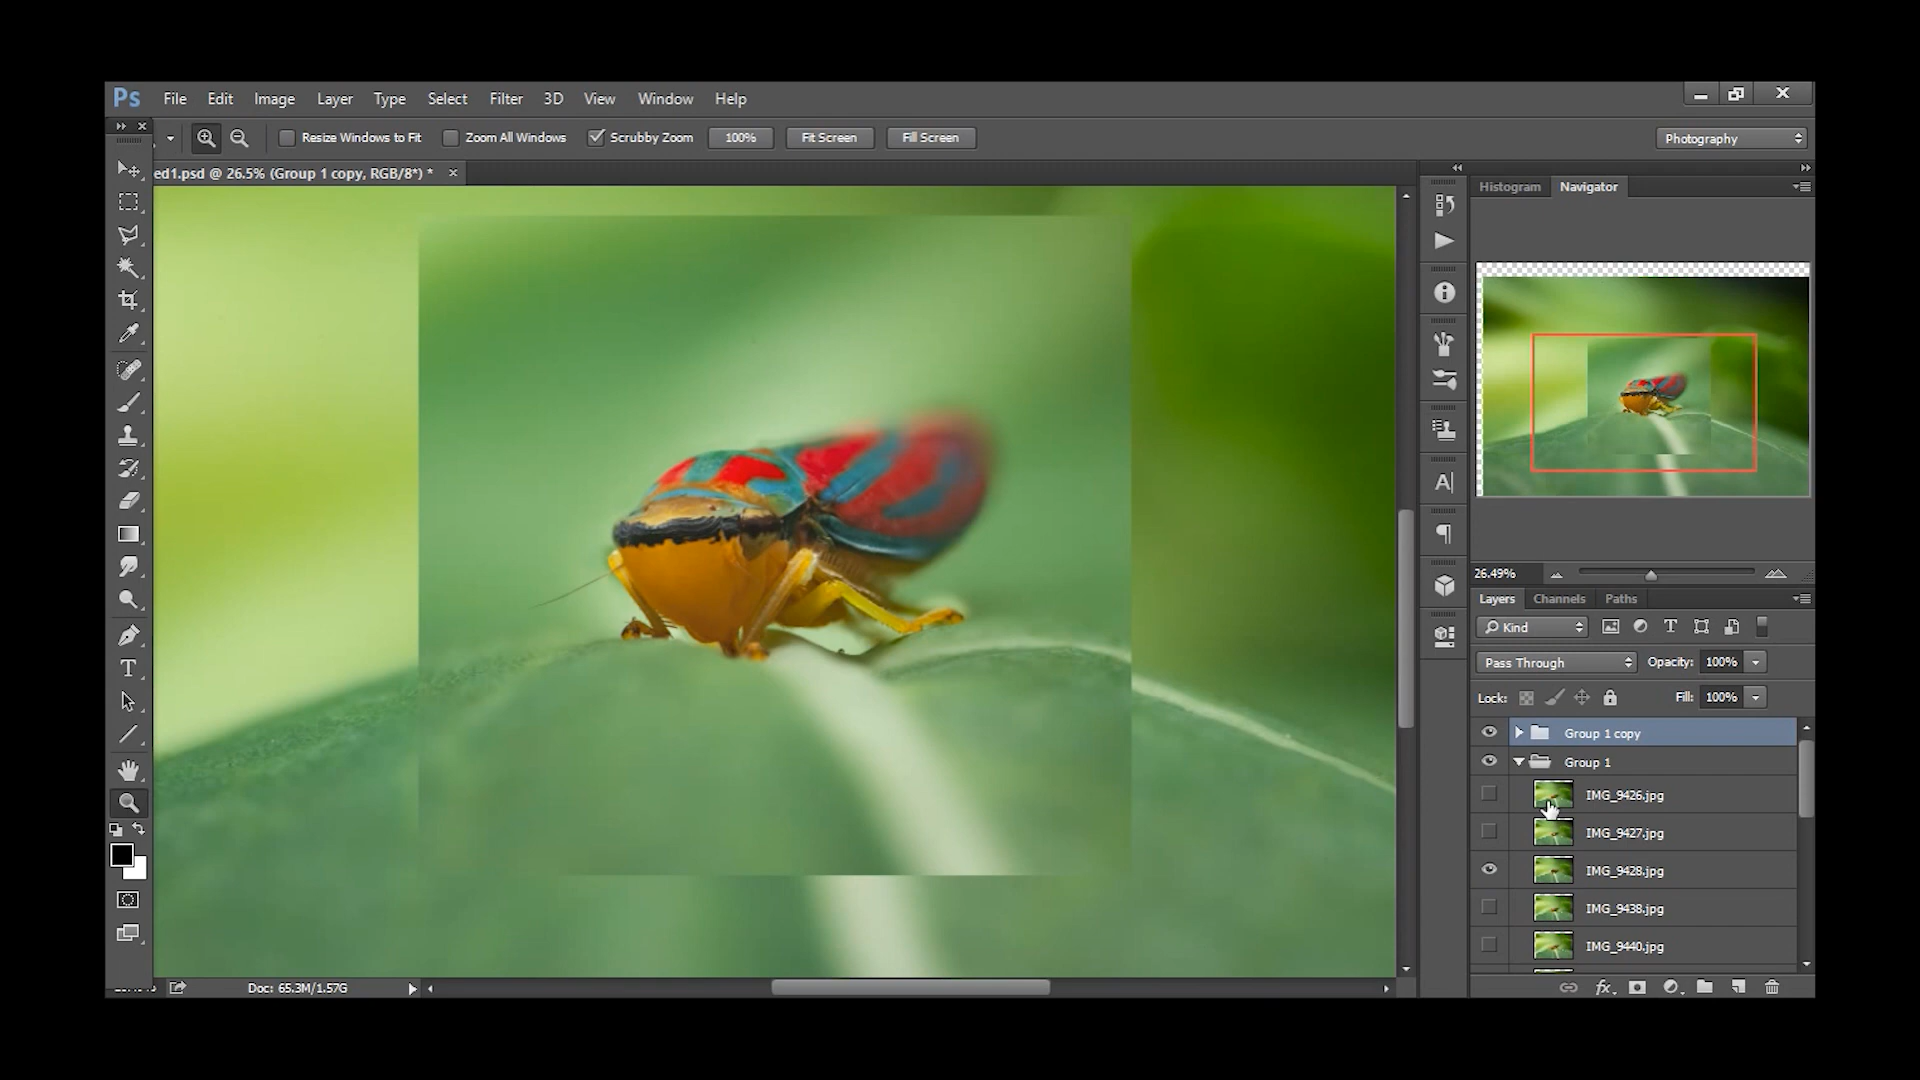 Ps File Edit Image Layer Type Select Filter 3D View Window Help
Resize Windows to Fit Zoom All Windows Scrubby Zoom 100% Fit Screen Fill Screen Photography
ed1.psd @ 26.5% (Group 1 copy, RGB/8*) *
Histogram Navigator
26.49%
Layers Channels Paths
Kind
Pass Through Opacity: 100%
Lock: Fill: 100%
Group 1 copy
Group 1
IMG_9426.jpg
IMG_9427.jpg
IMG_9428.jpg
IMG_9438.jpg
IMG_9440.jpg
Doc: 65.3M/1.57G